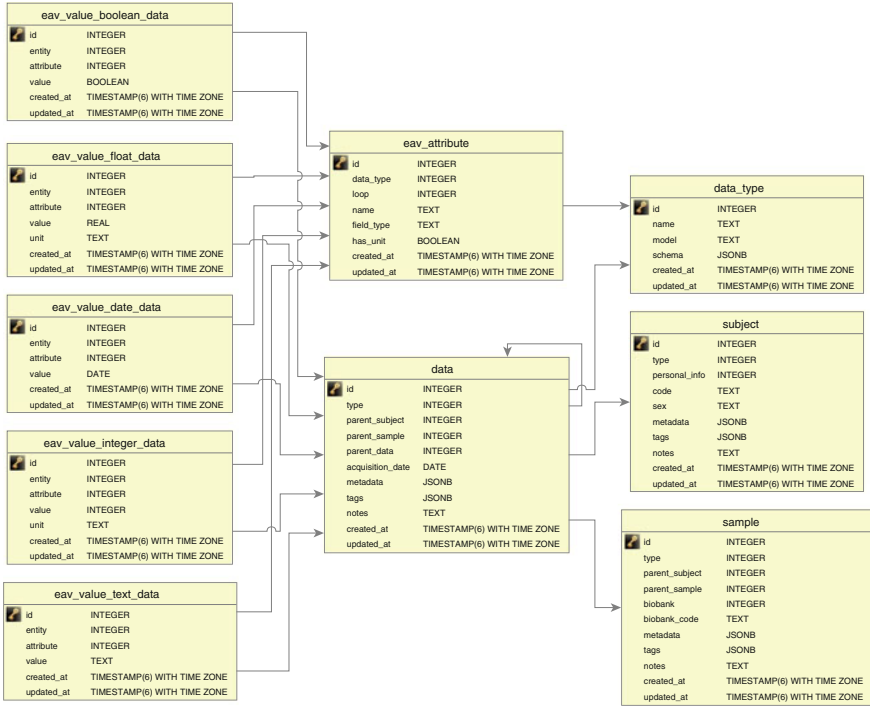 eav_value_boolean_data
id INTEGER
entity INTEGER
attribute INTEGER
value BOOLEAN
created_at TIMESTAMP(6) WITH TIME ZONE
updated_at TIMESTAMP(6) WITH TIME ZONE
eav_value_float_data
id INTEGER
entity INTEGER
attribute INTEGER
value REAL
unit TEXT
created_at TIMESTAMP(6) WITH TIME ZONE
updated_at TIMESTAMP(6) WITH TIME ZONE
eav_value_date_data
id INTEGER
entity INTEGER
attribute INTEGER
value DATE
created_at TIMESTAMP(6) WITH TIME ZONE
updated_at TIMESTAMP(6) WITH TIME ZONE
eav_value_integer_data
id INTEGER
entity INTEGER
attribute INTEGER
value INTEGER
unit TEXT
created_at TIMESTAMP(6) WITH TIME ZONE
updated_at TIMESTAMP(6) WITH TIME ZONE
eav_value_text_data
id INTEGER
entity INTEGER
attribute INTEGER
value TEXT
created_at TIMESTAMP(6) WITH TIME ZONE
updated_at TIMESTAMP(6) WITH TIME ZONE
eav_attribute
id INTEGER
data_type INTEGER
loop INTEGER
name TEXT
field_type TEXT
has_unit BOOLEAN
created_at TIMESTAMP(6) WITH TIME ZONE
updated_at TIMESTAMP(6) WITH TIME ZONE
data
id INTEGER
type INTEGER
parent_subject INTEGER
parent_sample INTEGER
parent_data INTEGER
acquisition_date DATE
metadata JSONB
tags JSONB
notes TEXT
created_at TIMESTAMP(6) WITH TIME ZONE
updated_at TIMESTAMP(6) WITH TIME ZONE
data_type
id INTEGER
name TEXT
model TEXT
schema JSONB
created_at TIMESTAMP(6) WITH TIME ZONE
updated_at TIMESTAMP(6) WITH TIME ZONE
subject
id INTEGER
type INTEGER
personal_info INTEGER
code TEXT
sex TEXT
metadata JSONB
tags JSONB
notes TEXT
created_at TIMESTAMP(6) WITH TIME ZONE
updated_at TIMESTAMP(6) WITH TIME ZONE
sample
id INTEGER
type INTEGER
parent_subject INTEGER
parent_sample INTEGER
biobank INTEGER
biobank_code TEXT
metadata JSONB
tags JSONB
notes TEXT
created_at TIMESTAMP(6) WITH TIME ZONE
updated_at TIMESTAMP(6) WITH TIME ZONE